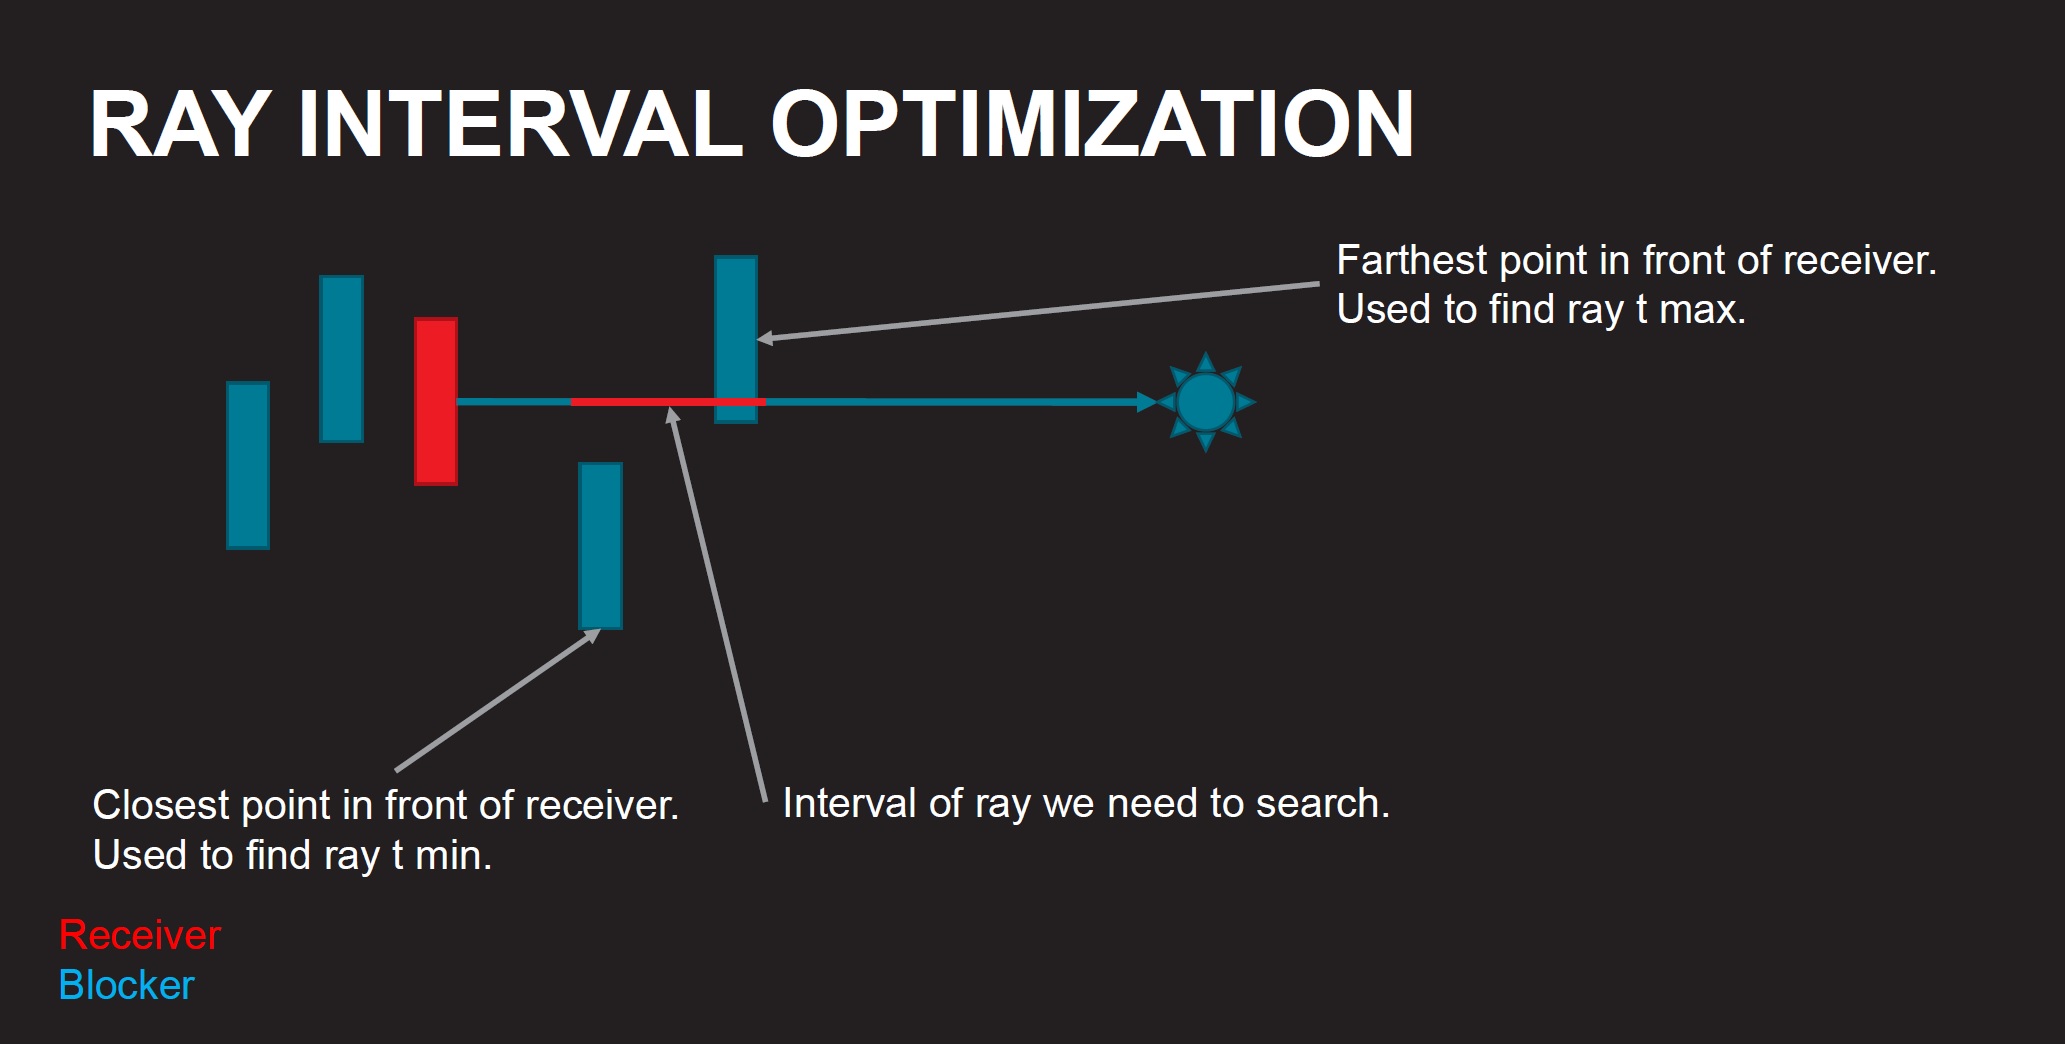 RAY INTERVAL OPTIMIZATION
Farthest point in front of receiver.
Used to find ray t max.
Closest point in front of receiver.
Used to find ray t min.
Interval of ray we need to search.
Receiver
Blocker